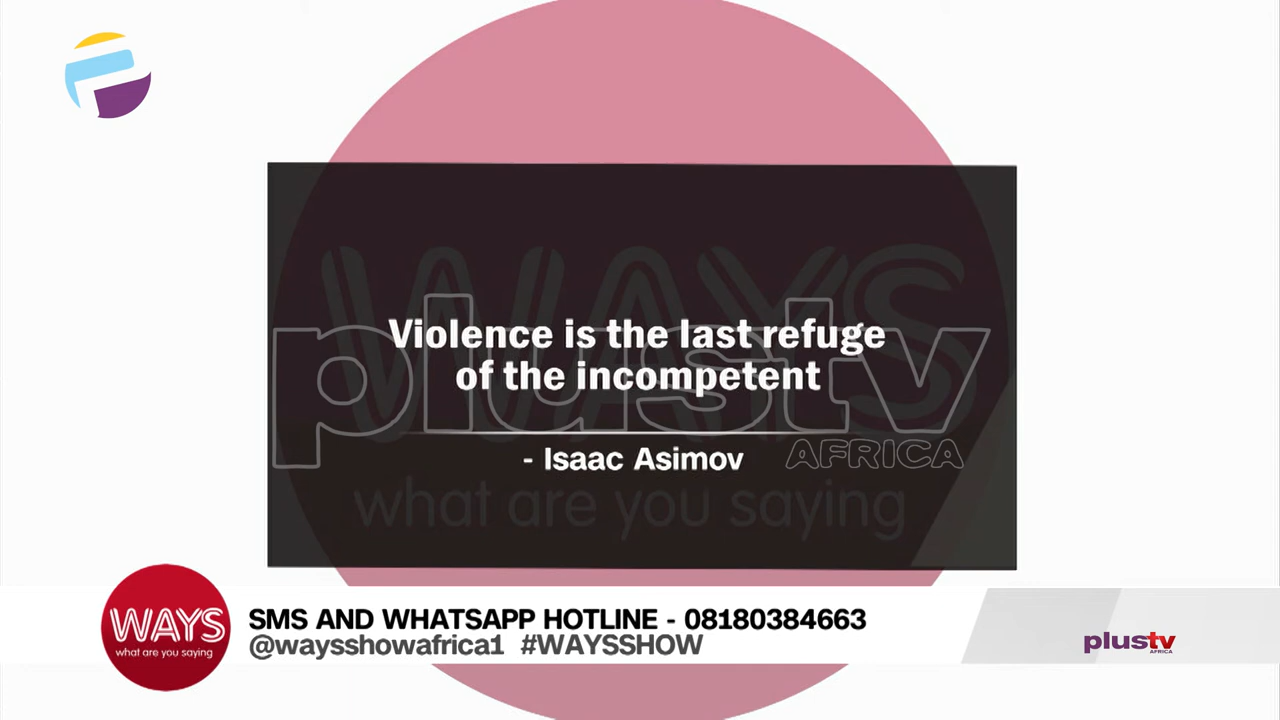 WAYS
Violence is the last refuge
of the incompetent
plustv
AFRICA
- Isaac Asimov
what are you saying
WAYS
what are you saying
SMS AND WHATSAPP HOTLINE - 08180384663
@waysshowafrica1 #WAYSSHOW
plustv
AFRICA